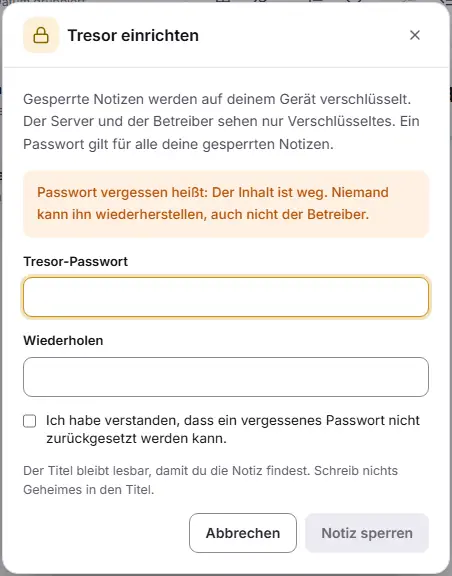 Tresor einrichten
Gesperrte Notizen werden auf deinem Gerät verschlüsselt.
Der Server und der Betreiber sehen nur Verschlüsseltes. Ein
Passwort gilt für alle deine gesperrten Notizen.
Passwort vergessen heißt: Der Inhalt ist weg. Niemand
kann ihn wiederherstellen, auch nicht der Betreiber.
Tresor-Passwort
Wiederholen
Ich habe verstanden, dass ein vergessenes Passwort nicht
zurückgesetzt werden kann.
Der Titel bleibt lesbar, damit du die Notiz findest. Schreib nichts
Geheimes in den Titel.
Abbrechen
Notiz sperren